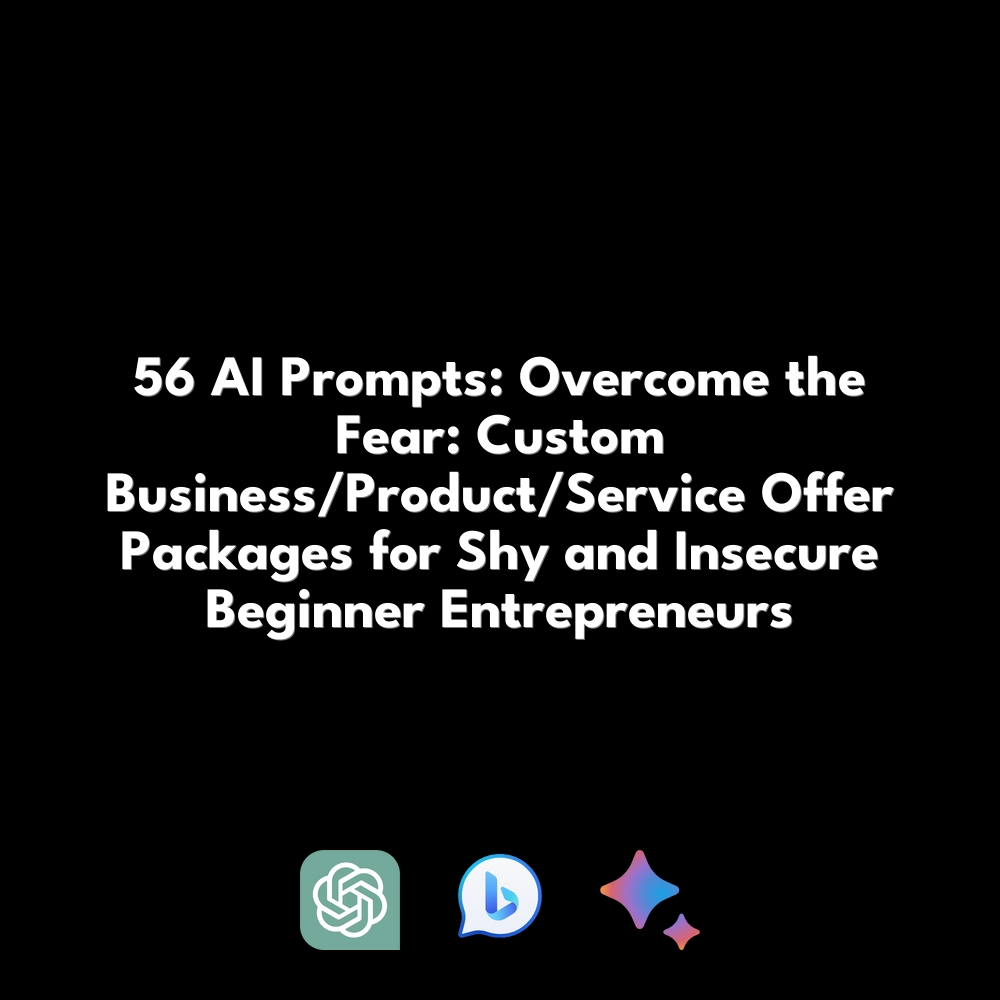 56 AI Prompts: Overcome the
Fear: Custom
Business/Product/Service Offer
Packages for Shy and Insecure
Beginner Entrepreneurs